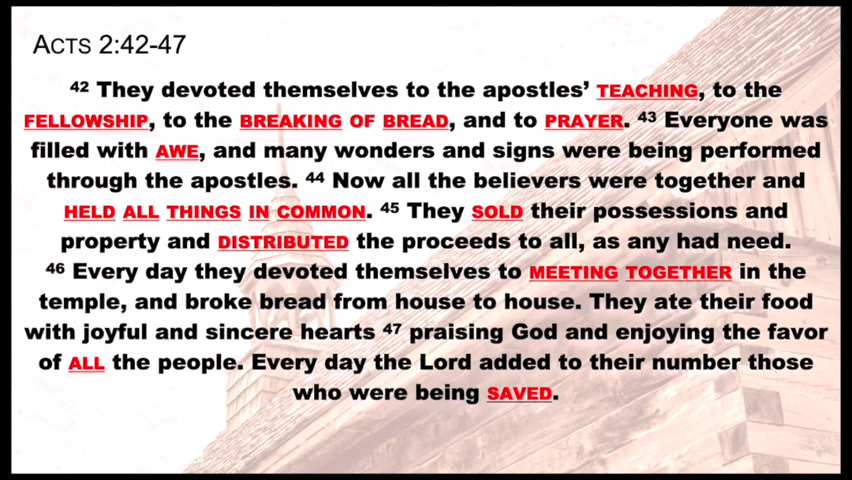 ACTS 2:42-47
⁴² They devoted themselves to the apostles’ TEACHING, to the
FELLOWSHIP, to the BREAKING OF BREAD, and to PRAYER. ⁴³ Everyone was
filled with AWE, and many wonders and signs were being performed
through the apostles. ⁴⁴ Now all the believers were together and
HELD ALL THINGS IN COMMON. ⁴⁵ They SOLD their possessions and
property and DISTRIBUTED the proceeds to all, as any had need.
⁴⁶ Every day they devoted themselves to MEETING TOGETHER in the
temple, and broke bread from house to house. They ate their food
with joyful and sincere hearts ⁴⁷ praising God and enjoying the favor
of ALL the people. Every day the Lord added to their number those
who were being SAVED.